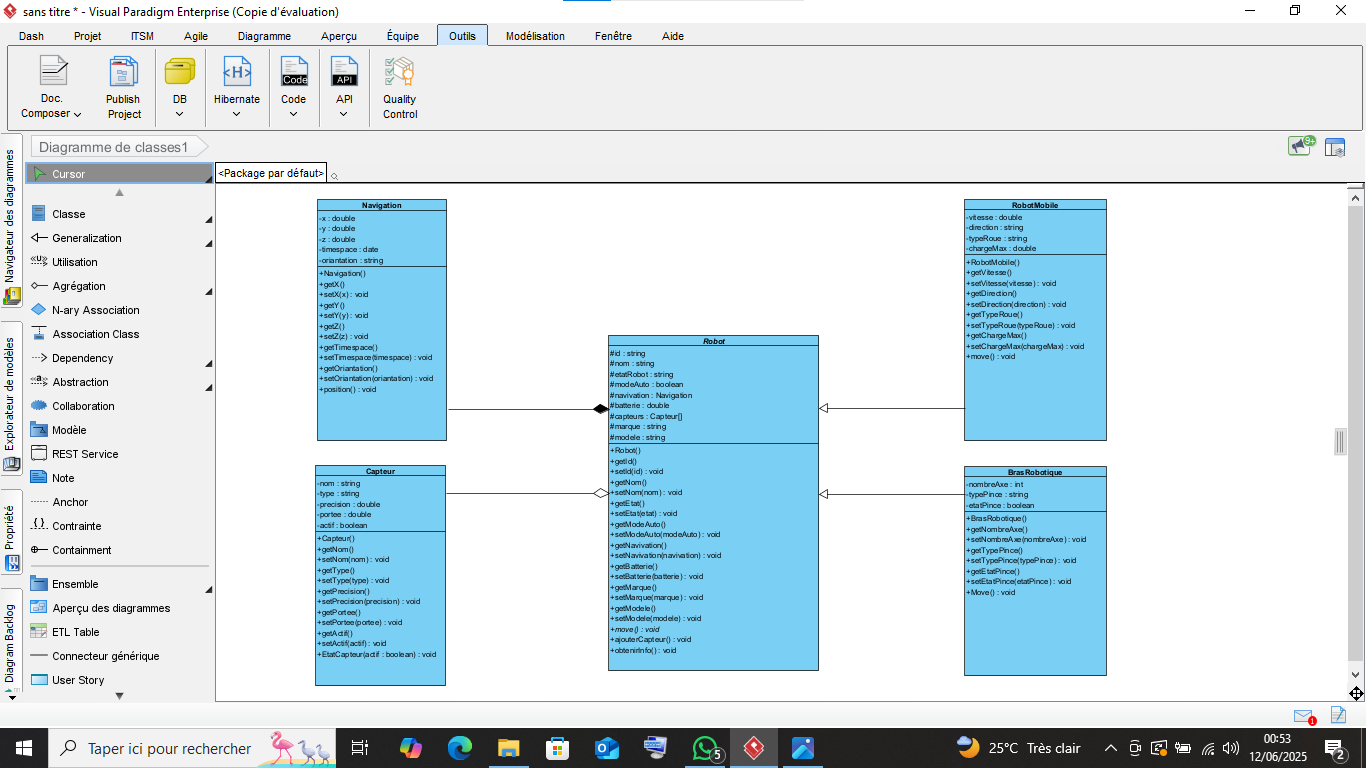 sans titre * - Visual Paradigm Enterprise (Copie d'évaluation)
Dash Projet ITSM Agile Diagramme Aperçu Équipe Outils Modélisation Fenêtre Aide
Doc. Composer
Publish Project
DB
Hibernate
Code
API
Quality Control
Diagramme de classes1
9+
Navigateur des diagrammes
Explorateur de modèles
Propriété
Diagram Backlog
Cursor
Classe
Generalization
Utilisation
Agrégation
N-ary Association
Association Class
Dependency
Abstraction
Collaboration
Modèle
REST Service
Note
Anchor
Contrainte
Containment
Ensemble
Aperçu des diagrammes
ETL Table
Connecteur générique
User Story
<Package par défaut>
Navigation
-x : double
-y : double
-z : double
-timespace : date
-oriantation : string
+Navigation()
+getX()
+setX(x) : void
+getY()
+setY(y) : void
+getZ()
+setZ(z) : void
+getTimespace()
+setTimespace(timespace) : void
+getOriantation()
+setOriantation(oriantation) : void
+position() : void
Capteur
-nom : string
-type : string
-precision : double
-portee : double
-actif : boolean
+Capteur()
+getNom()
+setNom(nom) : void
+getType()
+setType(type) : void
+getPrecision()
+setPrecision(precision) : void
+getPortee()
+setPortee(portee) : void
+getActif()
+setActif(actif) : void
+EtatCapteur(actif : boolean) : void
Robot
#id : string
#nom : string
#etatRobot : string
#modeAuto : boolean
#navivation : Navigation
#batterie : double
#capteurs : Capteur[]
#marque : string
#modele : string
+Robot()
+getId()
+setId(id) : void
+getNom()
+setNom(nom) : void
+getEtat()
+setEtat(etat) : void
+getModeAuto()
+setModeAuto(modeAuto) : void
+getNavivation()
+setNavivation(navivation) : void
+getBatterie()
+setBatterie(batterie) : void
+getMarque()
+setMarque(marque) : void
+getModele()
+setModele(modele) : void
+move() : void
+ajouterCapteur() : void
+obtenirInfo() : void
RobotMobile
-vitesse : double
-direction : string
-typeRoue : string
-chargeMax : double
+RobotMobile()
+getVitesse()
+setVitesse(vitesse) : void
+getDirection()
+setDirection(direction) : void
+getTypeRoue()
+setTypeRoue(typeRoue) : void
+getChargeMax()
+setChargeMax(chargeMax) : void
+move() : void
BrasRobotique
-nombreAxe : int
-typePince : string
-etatPince : boolean
+BrasRobotique()
+getNombreAxe()
+setNombreAxe(nombreAxe) : void
+getTypePince()
+setTypePince(typePince) : void
+getEtatPince()
+setEtatPince(etatPince) : void
+Move() : void
1
Taper ici pour rechercher
5
25°C Très clair
00:53
12/06/2025
2